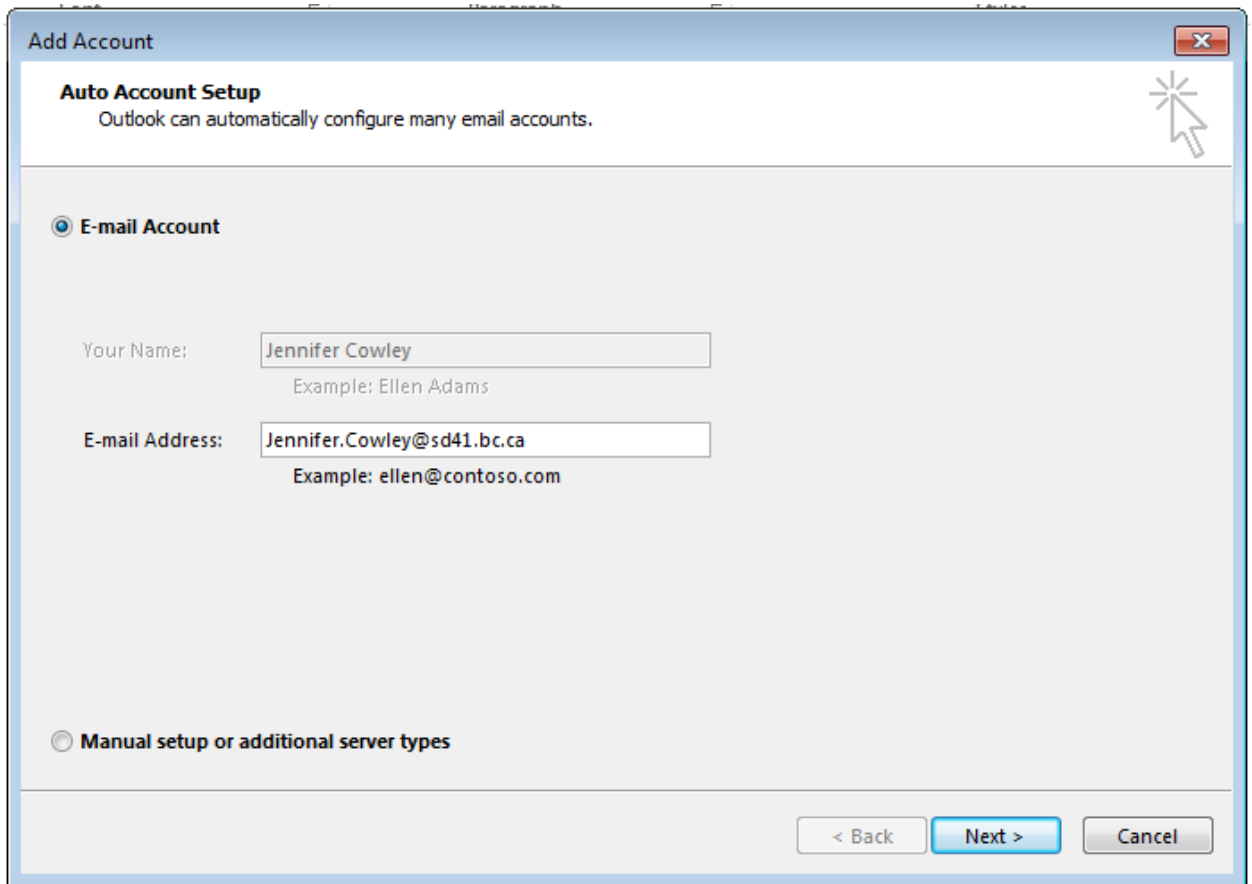 Add Account
Auto Account Setup
Outlook can automatically configure many email accounts.
E-mail Account
Your Name: Jennifer Cowley
Example: Ellen Adams
E-mail Address: Jennifer.Cowley@sd41.bc.ca
Example: ellen@contoso.com
Manual setup or additional server types
< Back Next > Cancel